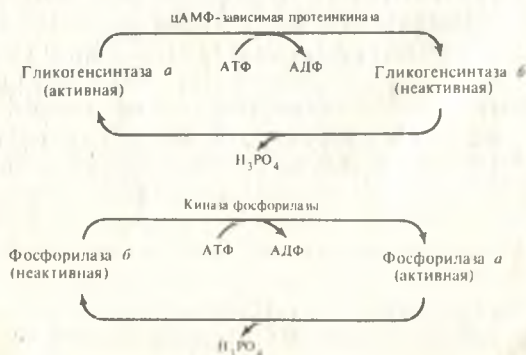 цАМФ-зависимая протеинкиназа
Гликогенсинтаза а
(активная)
АТФ АДФ
Гликогенсинтаза б
(неактивная)
H₃PO₄
Киназа фосфорилазы
Фосфорилаза б
(неактивная)
АТФ АДФ
Фосфорилаза а
(активная)
H₃PO₄